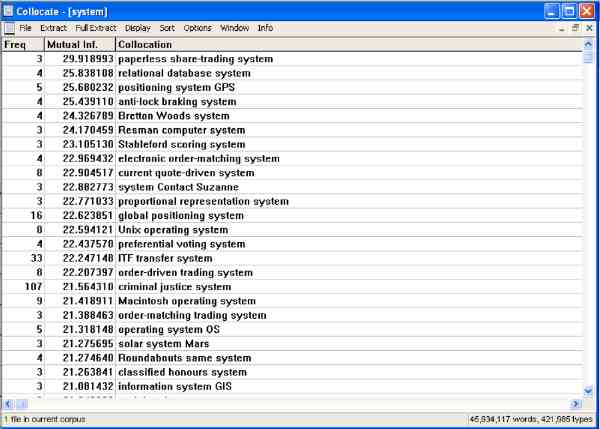 Collocate - [system]
File Extract Full Extract Display Sort Options Window Info
Freq Mutual Inf. Collocation
3 29.918993 paperless share-trading system
4 25.838108 relational database system
5 25.680232 positioning system GPS
4 25.439110 anti-lock braking system
4 24.326789 Bretton Woods system
3 24.170459 Resman computer system
3 23.105130 Stableford scoring system
4 22.969432 electronic order-matching system
8 22.904517 current quote-driven system
3 22.882773 system Contact Suzanne
3 22.771033 proportional representation system
16 22.623851 global positioning system
8 22.594121 Unix operating system
4 22.437570 preferential voting system
33 22.247148 ITF transfer system
8 22.207397 order-driven trading system
107 21.564310 criminal justice system
9 21.418911 Macintosh operating system
3 21.388463 order-matching trading system
5 21.318148 operating system OS
3 21.275695 solar system Mars
4 21.274640 Roundabouts same system
3 21.263841 classified honours system
3 21.081432 information system GIS
1 file in current corpus
45,934,117 words, 421,985types